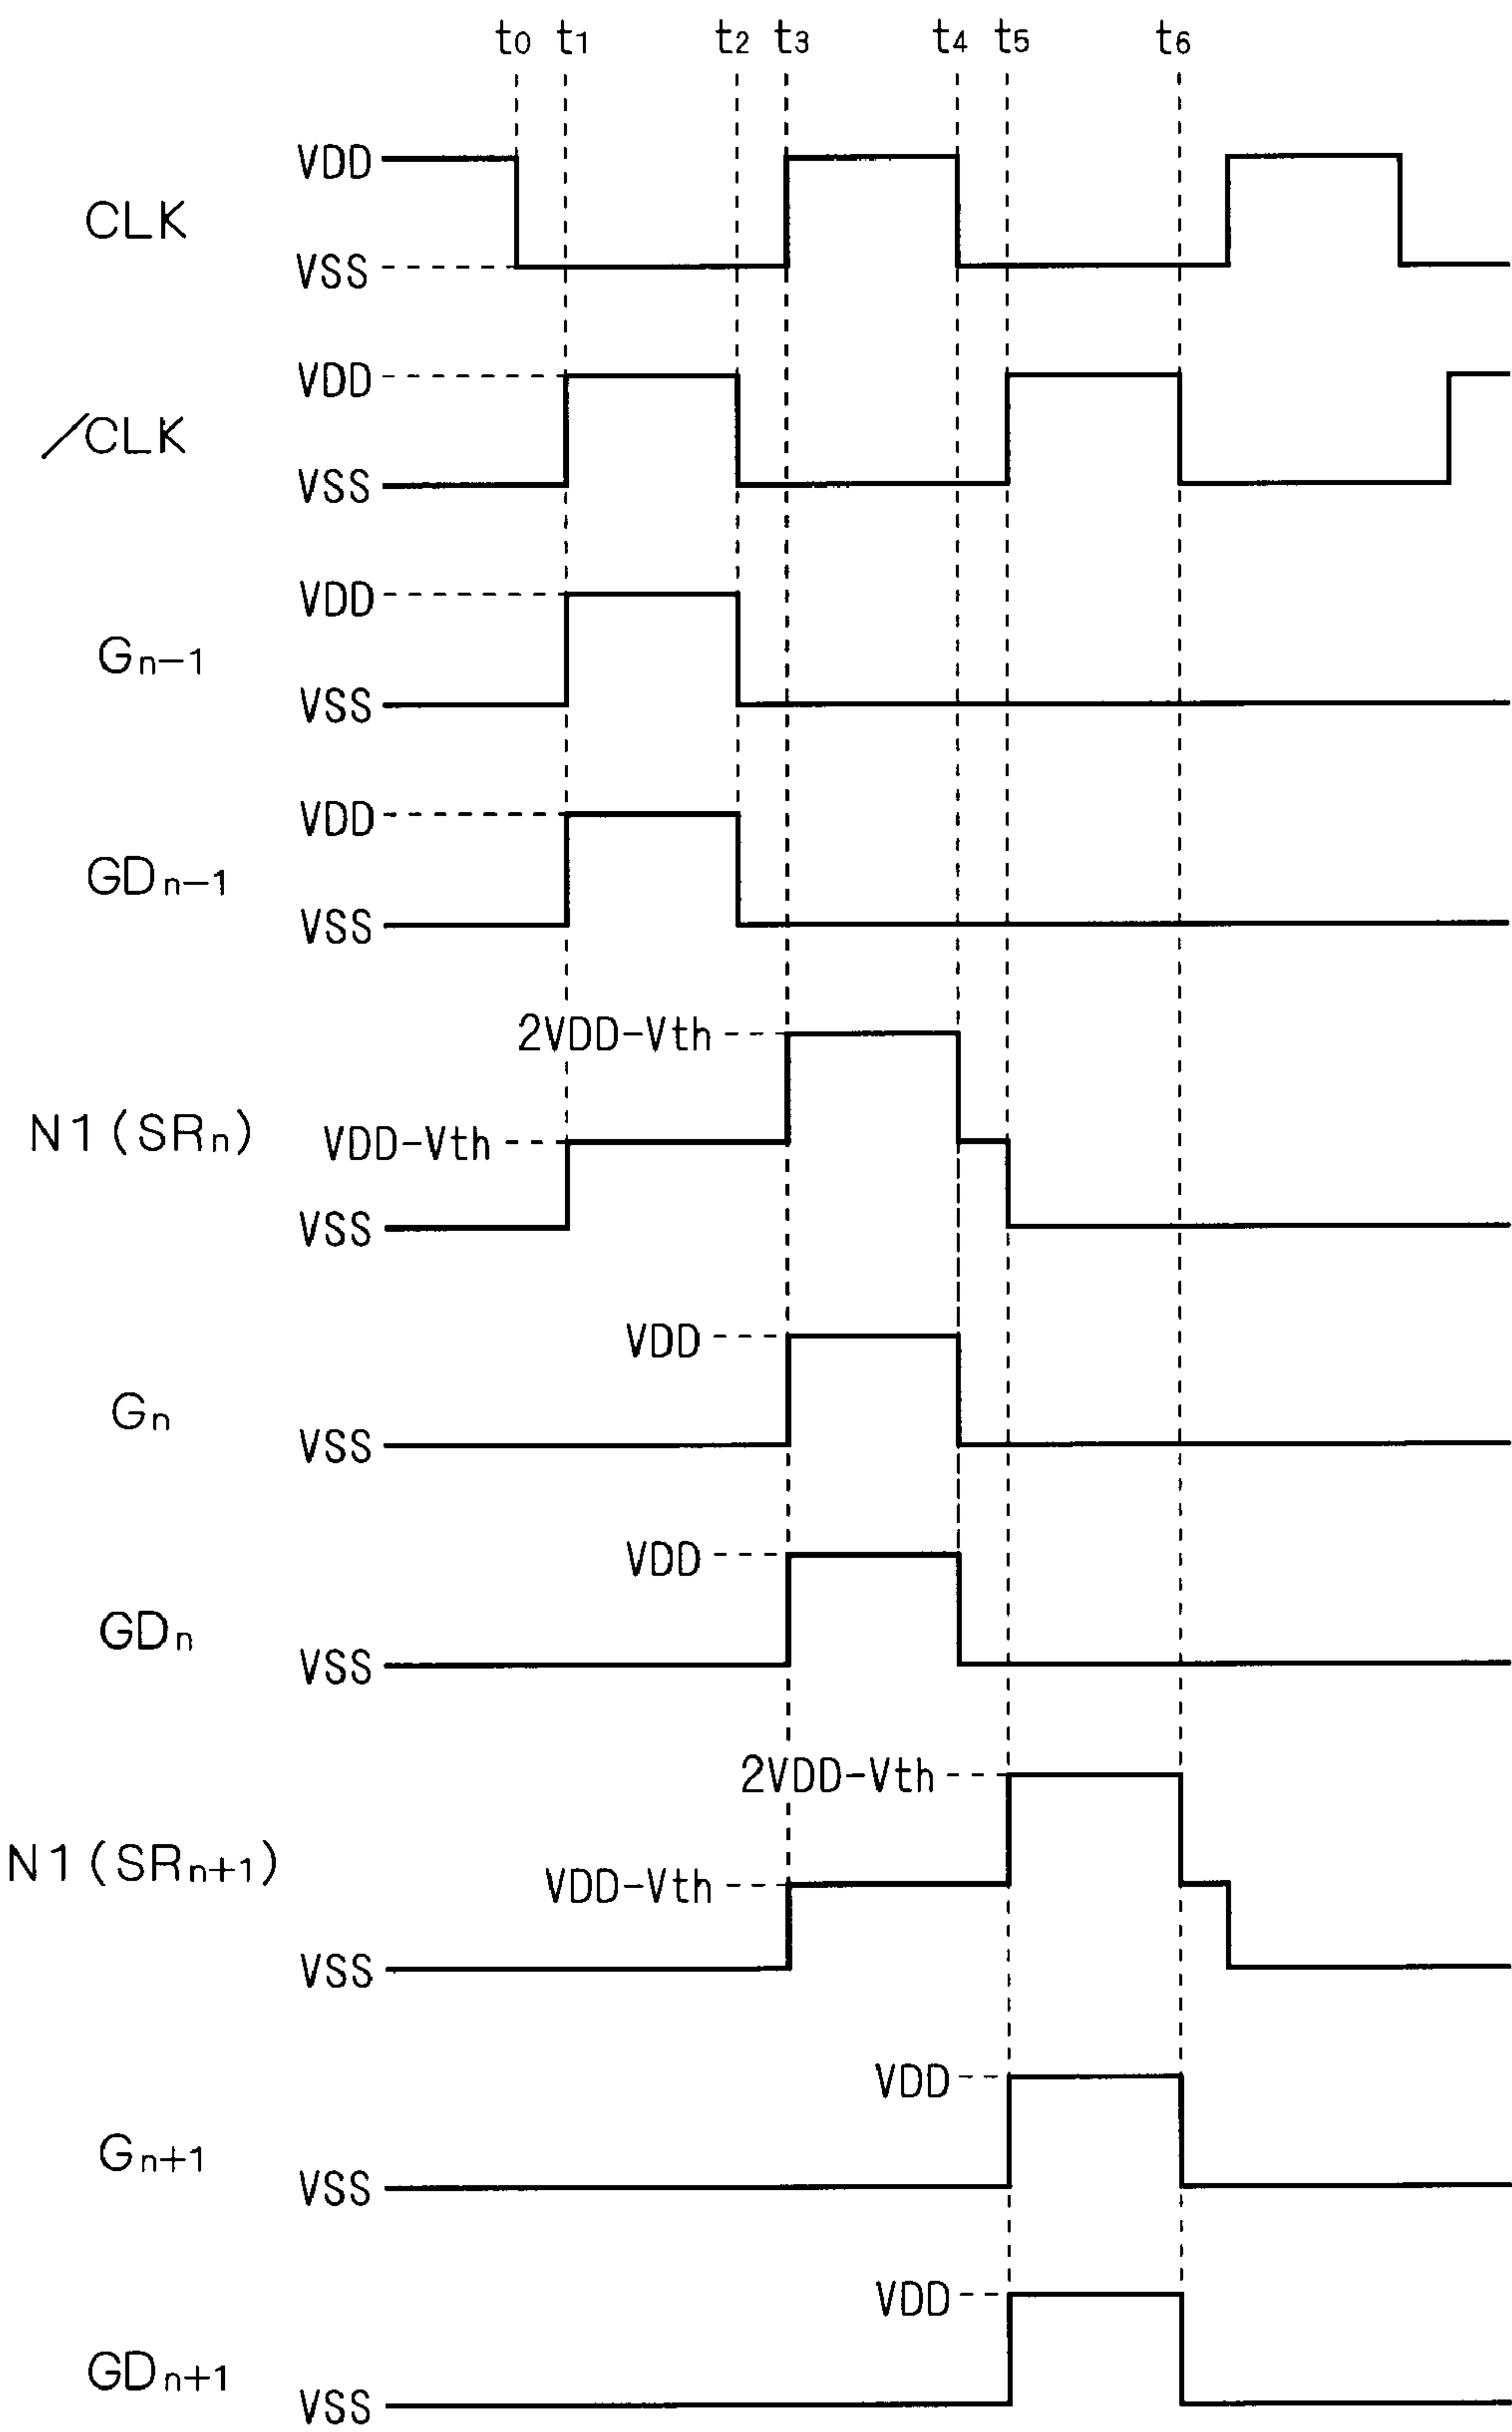 t0 t1 t2 t3 t4 t5 t6
VDD
CLK
VSS
VDD
/CLK
VSS
VDD
Gn-1
VSS
VDD
GDn-1
VSS
2VDD-Vth
N1(SRn)
VDD-Vth
VSS
VDD
Gn
VSS
VDD
GDn
VSS
2VDD-Vth
N1(SRn+1)
VDD-Vth
VSS
VDD
Gn+1
VSS
VDD
GDn+1
VSS